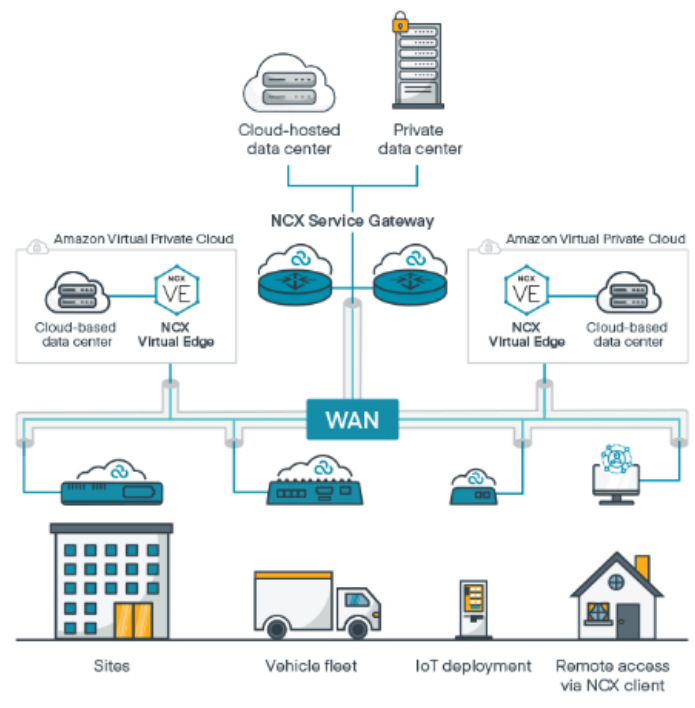 Cloud-hosted
data center
Private
data center
NCX Service Gateway
Amazon Virtual Private Cloud
Amazon Virtual Private Cloud
NCX
VE
NCX
VE
Cloud-based
data center
NCX
Virtual Edge
NCX
Virtual Edge
Cloud-based
data center
WAN
Sites
Vehicle fleet
IoT deployment
Remote access
via NCX client